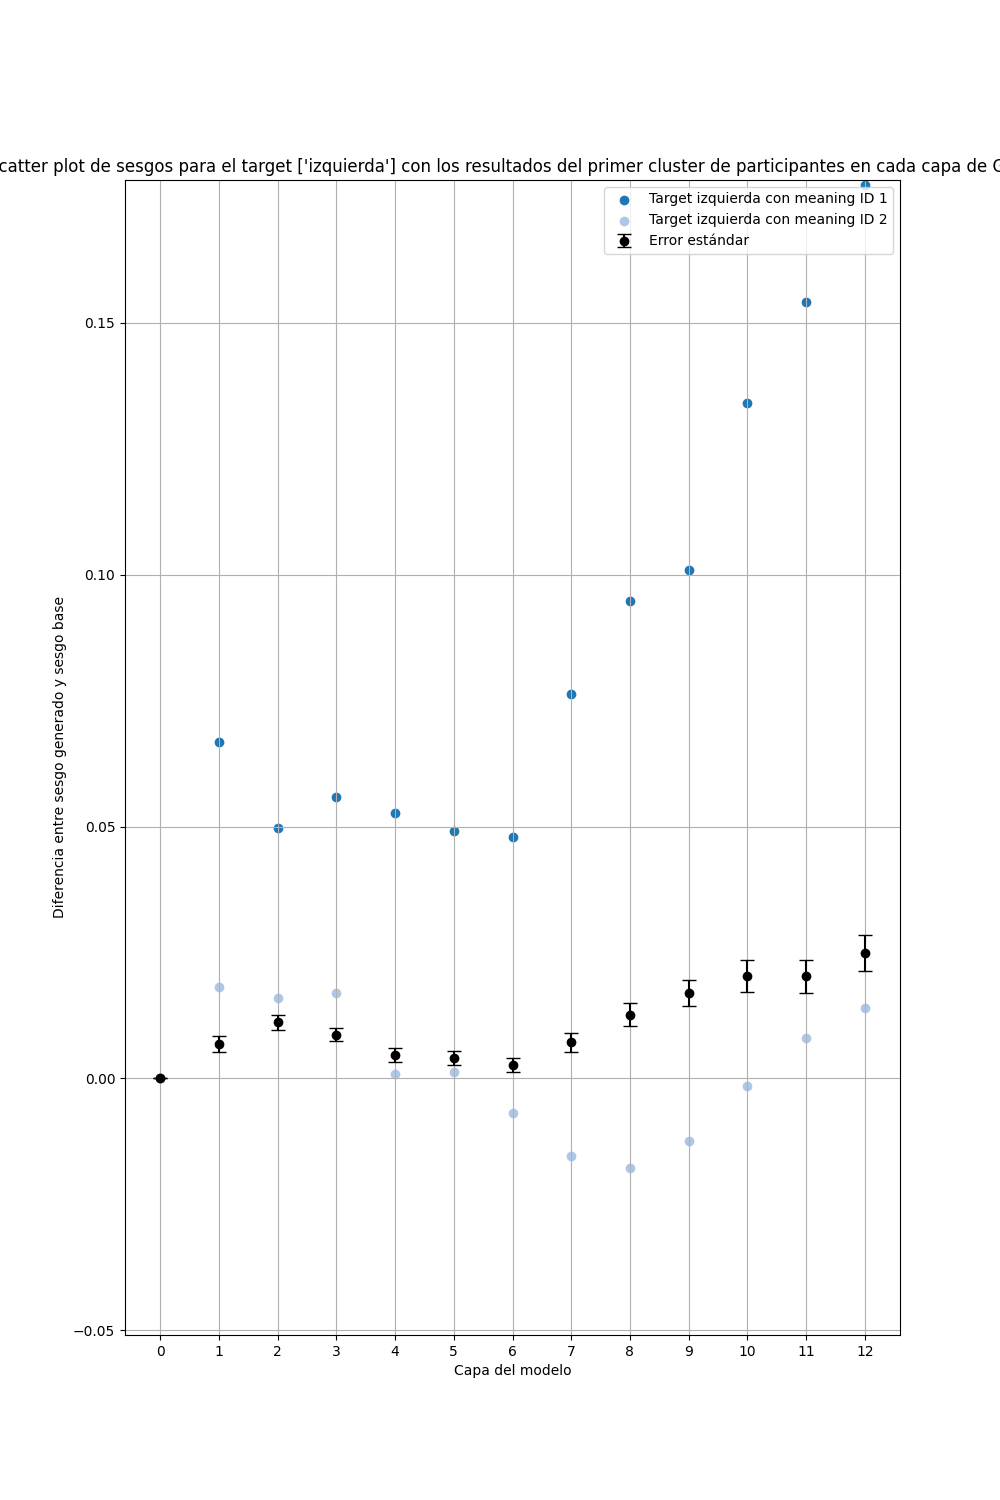 catter plot de sesgos para el target ['izquierda'] con los resultados del primer cluster de participantes en cada capa de G
Target izquierda con meaning ID 1
Target izquierda con meaning ID 2
Error estándar
Diferencia entre sesgo generado y sesgo base
0.15
0.10
0.05
0.00
−0.05
0 1 2 3 4 5 6 7 8 9 10 11 12
Capa del modelo